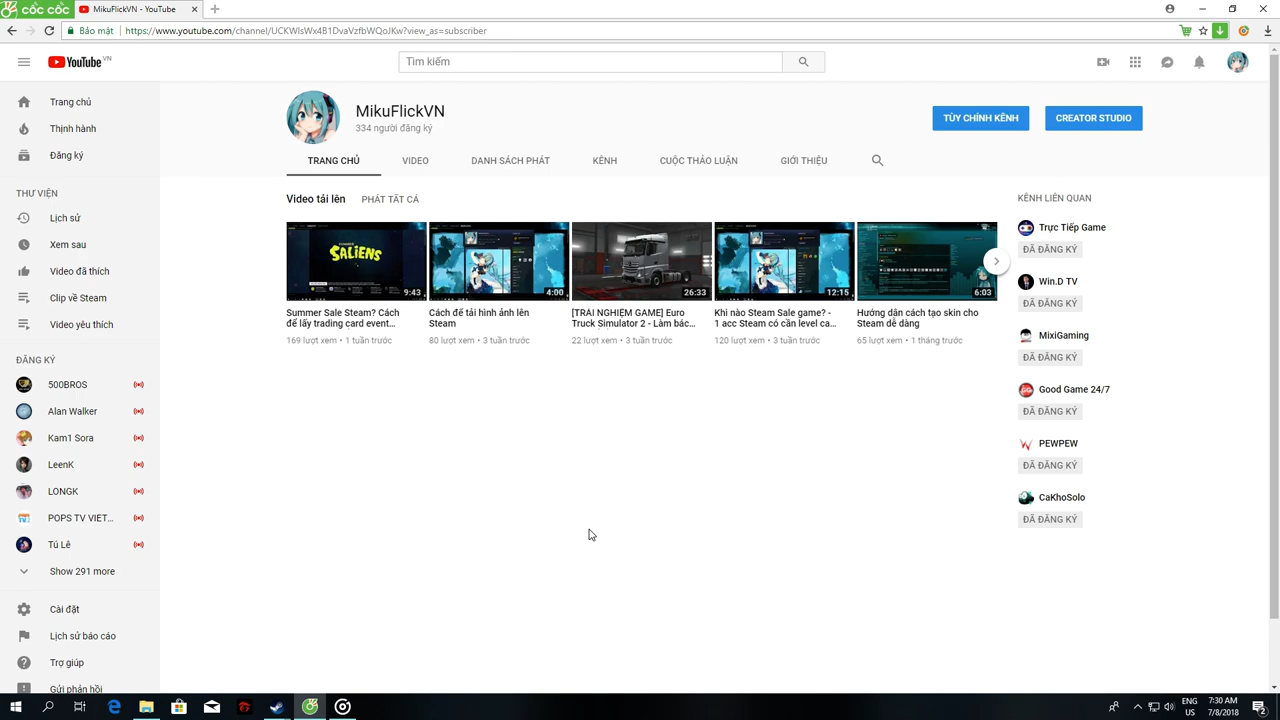 cốc cốc
MikuFlickVN - YouTube
Bảo mật
https://www.youtube.com/channel/UCKWIsWx4B1DvaVzfbWQoJKw?view_as=subscriber
YouTube VN
Tìm kiếm
Trang chủ
Thịnh hành
Đăng ký
THƯ VIỆN
Lịch sử
Xem sau
Video đã thích
Clip về Steam
Video yêu thích
ĐĂNG KÝ
500BROS
Alan Walker
Kam1 Sora
LeenK
LONGK
POPS TV VIET...
Tú Lê
Show 291 more
Cài đặt
Lịch sử báo cáo
Trợ giúp
Gửi phản hồi
MikuFlickVN
334 người đăng ký
TÙY CHỈNH KÊNH
CREATOR STUDIO
TRANG CHỦ
VIDEO
DANH SÁCH PHÁT
KÊNH
CUỘC THẢO LUẬN
GIỚI THIỆU
Video tải lên
PHÁT TẤT CẢ
SALIENS
9:43
Summer Sale Steam? Cách
để lấy trading card event...
169 lượt xem • 1 tuần trước
4:00
Cách để tải hình ảnh lên
Steam
80 lượt xem • 3 tuần trước
26:33
[TRẢI NGHIỆM GAME] Euro
Truck Simulator 2 - Làm bác...
22 lượt xem • 3 tuần trước
12:15
Khi nào Steam Sale game? -
1 acc Steam có cần level ca...
120 lượt xem • 3 tuần trước
6:03
Hướng dẫn cách tạo skin cho
Steam dễ dàng
65 lượt xem • 1 tháng trước
KÊNH LIÊN QUAN
Trực Tiếp Game
ĐÃ ĐĂNG KÝ
Win.D TV
ĐÃ ĐĂNG KÝ
MixiGaming
ĐÃ ĐĂNG KÝ
Good Game 24/7
ĐÃ ĐĂNG KÝ
PEWPEW
ĐÃ ĐĂNG KÝ
CaKhoSolo
ĐÃ ĐĂNG KÝ
ENG
US
7:30 AM
7/8/2018
2